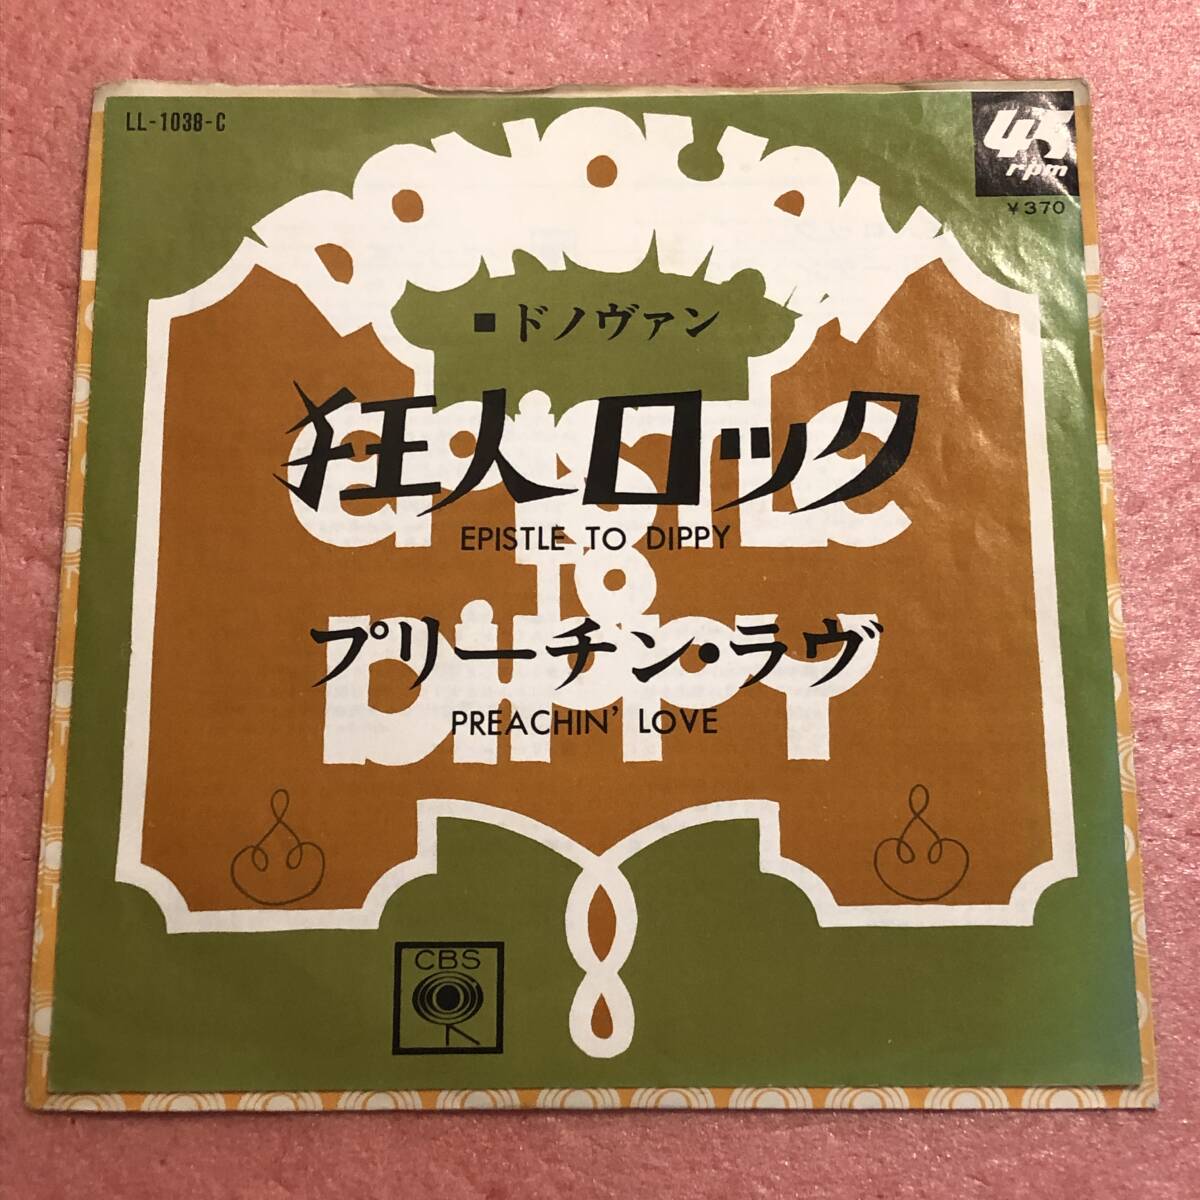 LL-1038-C
45
rpm
¥370
DONOVAN
■ドノヴァン
狂人ロック
EPISTLE
EPISTLE TO DIPPY
TO
プリーチン・ラヴ
DIPPY
PREACHIN' LOVE
CBS